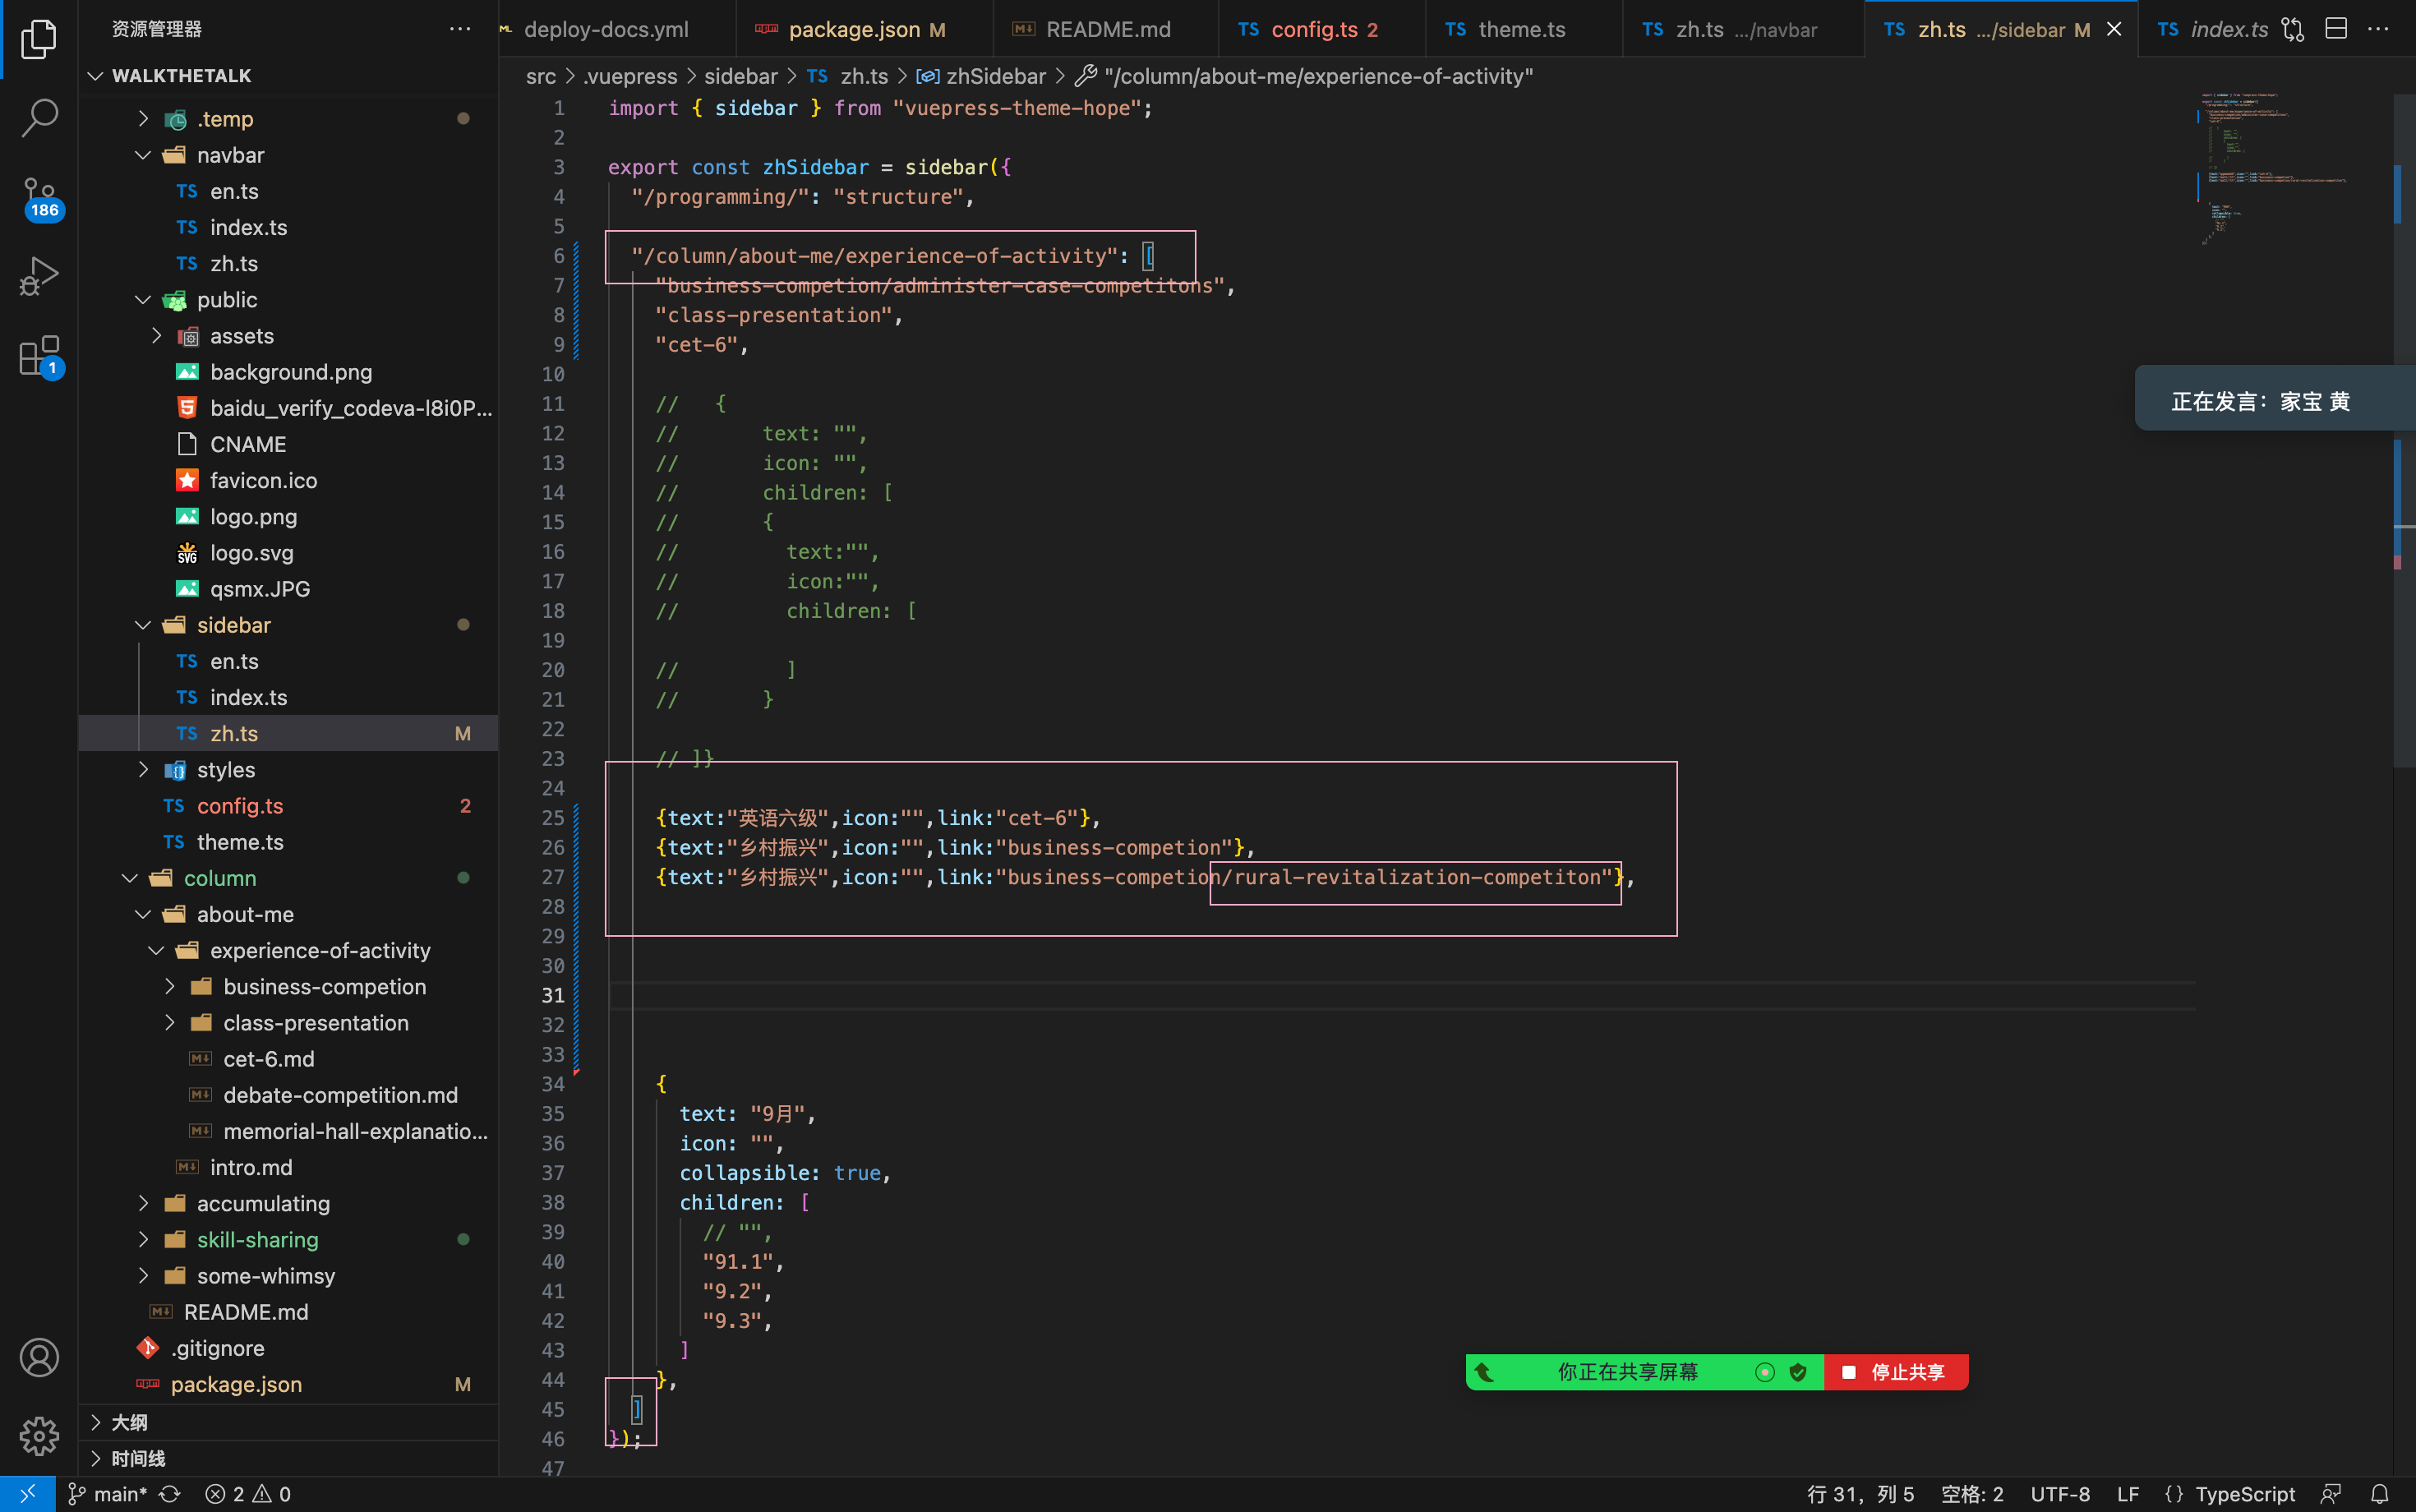 资源管理器
deploy-docs.yml
package.json M
README.md
TS config.ts 2
TS theme.ts
TS zh.ts .../navbar
TS zh.ts .../sidebar M
TS index.ts
WALKTHETALK
src > .vuepress > sidebar > TS zh.ts > zhSidebar > "/column/about-me/experience-of-activity"
.temp
navbar
TS en.ts
TS index.ts
TS zh.ts
public
assets
background.png
baidu_verify_codeva-l8i0P...
CNAME
favicon.ico
logo.png
SVG logo.svg
qsmx.JPG
sidebar
TS en.ts
TS index.ts
TS zh.ts M
styles
TS config.ts 2
TS theme.ts
column
about-me
experience-of-activity
business-competion
class-presentation
cet-6.md
debate-competition.md
memorial-hall-explanatio...
intro.md
accumulating
skill-sharing
some-whimsy
README.md
.gitignore
package.json M
大纲
时间线
186
1
1 import { sidebar } from "vuepress-theme-hope";
2
3 export const zhSidebar = sidebar({
4 "/programming/": "structure",
5
6 "/column/about-me/experience-of-activity": [
7 "business-competion/administer-case-competitons",
8 "class-presentation",
9 "cet-6",
10
11 // {
12 // text: "",
13 // icon: "",
14 // children: [
15 // {
16 // text:"",
17 // icon:"",
18 // children: [
19
20 // ]
21 // }
22
23 // ]}
24
25 {text:"英语六级",icon:"",link:"cet-6"},
26 {text:"乡村振兴",icon:"",link:"business-competion"},
27 {text:"乡村振兴",icon:"",link:"business-competion/rural-revitalization-competiton"},
28
29
30
31
32
33
34 {
35 text: "9月",
36 icon: "",
37 collapsible: true,
38 children: [
39 // "",
40 "91.1",
41 "9.2",
42 "9.3",
43 ]
44 },
45 ]
46 });
47
正在发言：家宝 黄
你正在共享屏幕 停止共享
main* 2 0
行 31，列 5 空格: 2 UTF-8 LF {} TypeScript